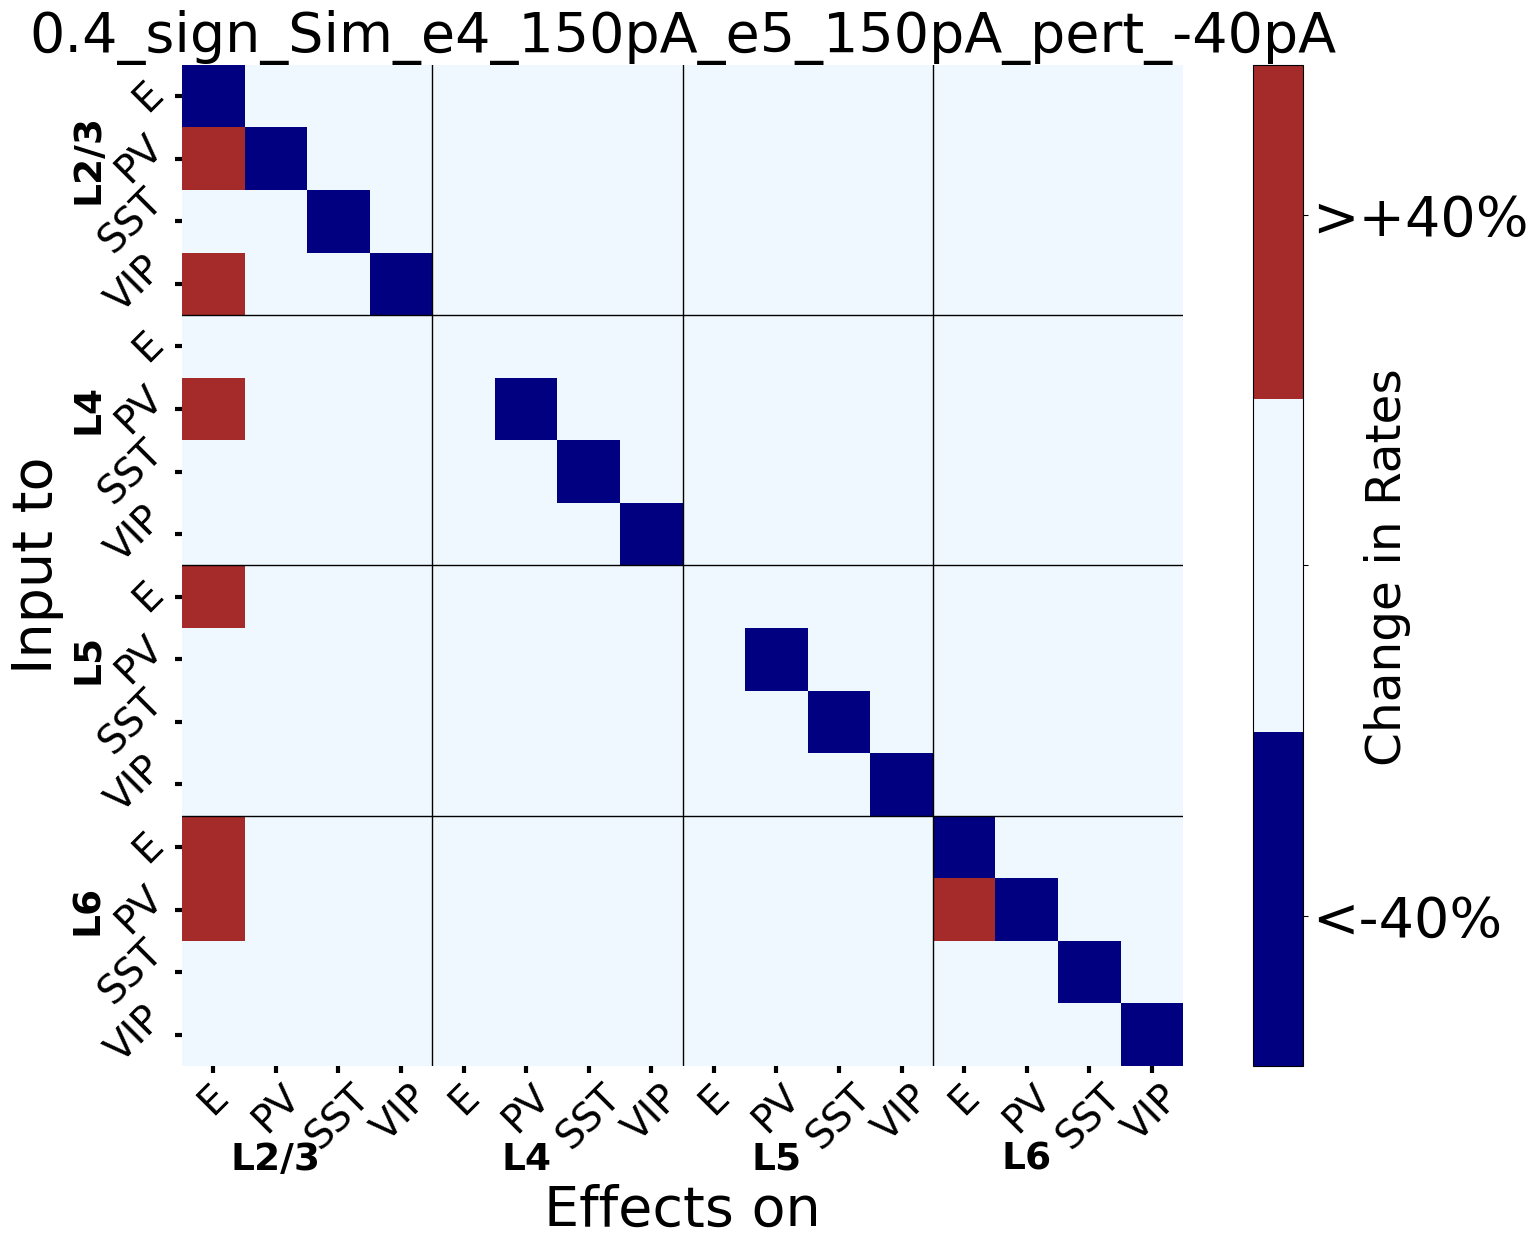 0.4_sign_Sim_e4_150pA_e5_150pA_pert_-40pA
Input to
L2/3
E
PV
SST
VIP
L4
E
PV
SST
VIP
L5
E
PV
SST
VIP
L6
E
PV
SST
VIP
E
PV
SST
VIP
E
PV
SST
VIP
E
PV
SST
VIP
E
PV
SST
VIP
L2/3
L4
L5
L6
Effects on
>+40%
<-40%
Change in Rates